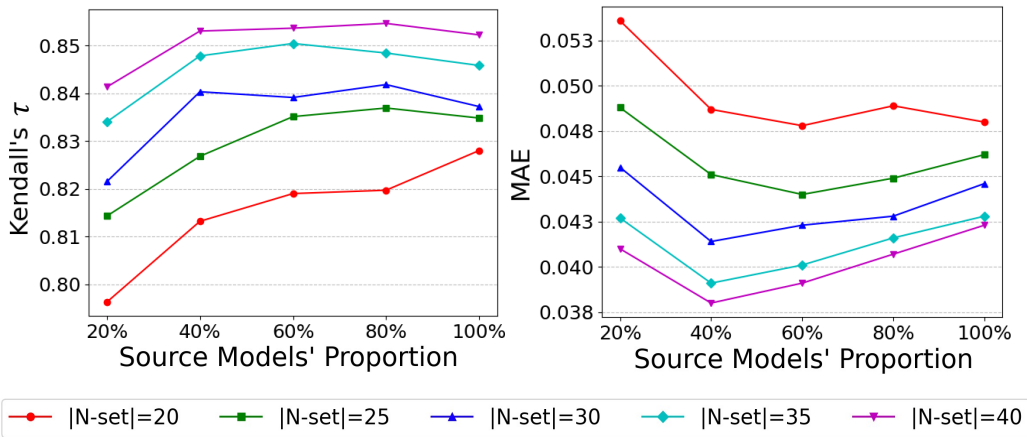 Kendall's τ
0.85
0.84
0.83
0.82
0.81
0.80
20% 40% 60% 80% 100%
Source Models' Proportion
MAE
0.053
0.050
0.048
0.045
0.043
0.040
0.038
20% 40% 60% 80% 100%
Source Models' Proportion
|N-set|=20 |N-set|=25 |N-set|=30 |N-set|=35 |N-set|=40